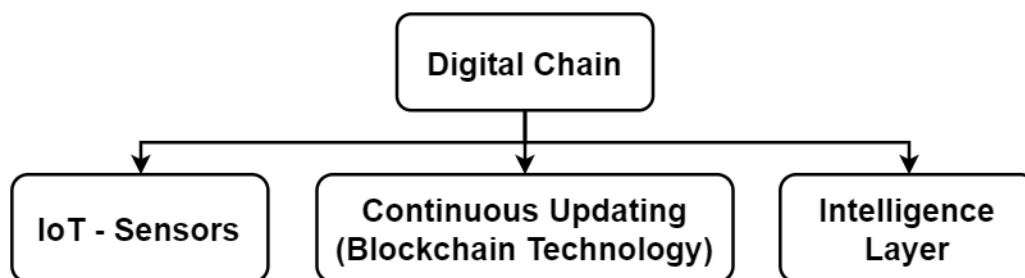 Digital Chain
IoT - Sensors
Continuous Updating
(Blockchain Technology)
Intelligence
Layer